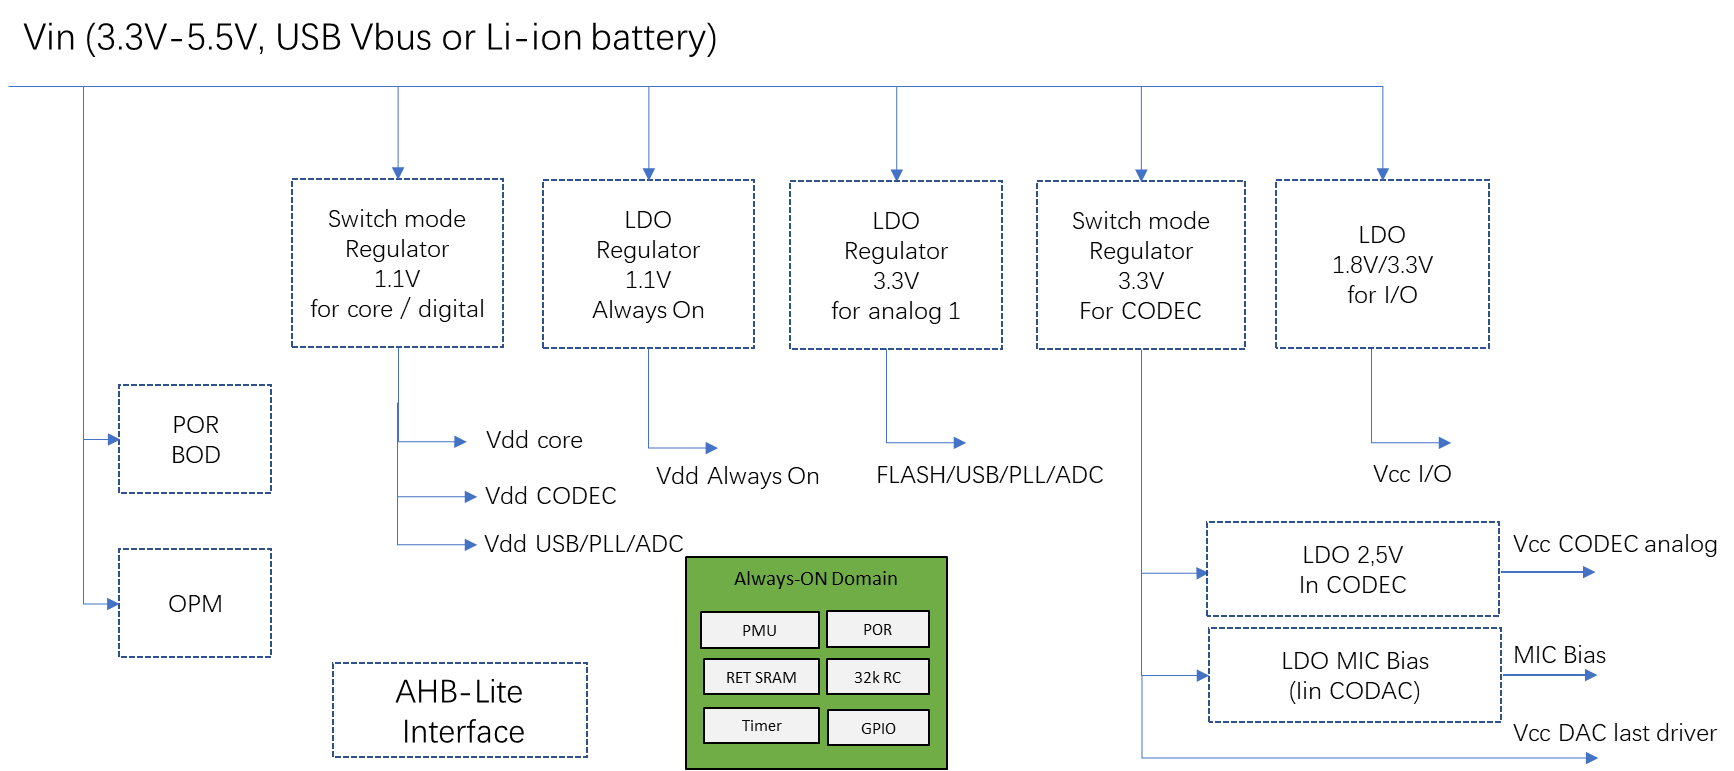 Vin (3.3V-5.5V, USB Vbus or Li-ion battery)
Switch mode
Regulator
1.1V
for core / digital
LDO
Regulator
1.1V
Always On
LDO
Regulator
3.3V
for analog 1
Switch mode
Regulator
3.3V
For CODEC
LDO
1.8V/3.3V
for I/O
POR
BOD
OPM
Vdd core
Vdd CODEC
Vdd USB/PLL/ADC
Vdd Always On
FLASH/USB/PLL/ADC
Vcc I/O
LDO 2,5V
In CODEC
Vcc CODEC analog
LDO MIC Bias
(Iin CODAC)
MIC Bias
Vcc DAC last driver
AHB-Lite
Interface
Always-ON Domain
PMU
POR
RET SRAM
32k RC
Timer
GPIO